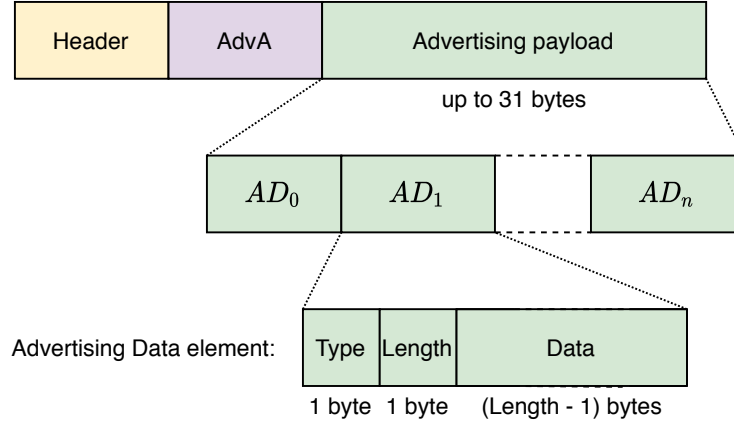 Header AdvA Advertising payload
up to 31 bytes
AD₀ AD₁ ADₙ
Advertising Data element: Type Length Data
1 byte 1 byte (Length - 1) bytes